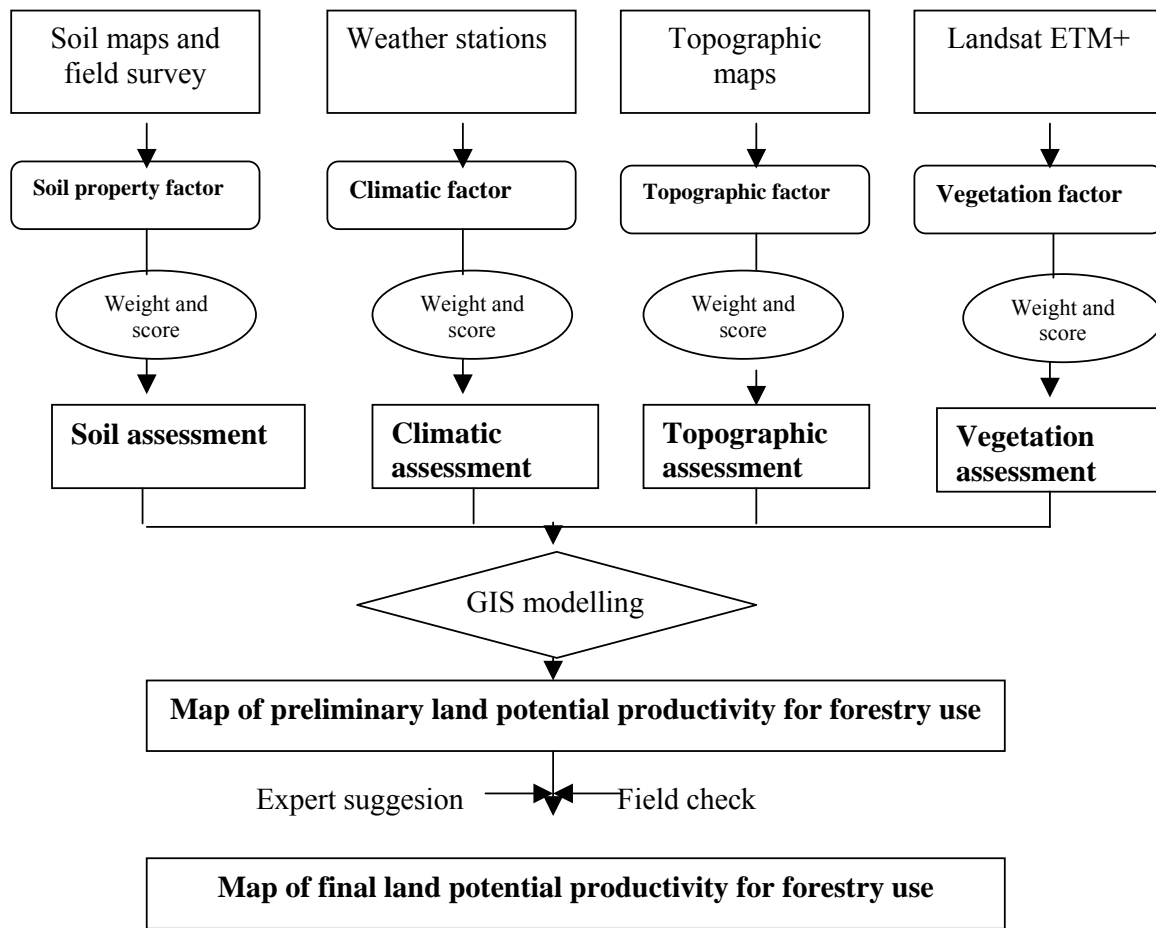 Soil maps and
field survey
Weather stations
Topographic
maps
Landsat ETM+
Soil property factor
Climatic factor
Topographic factor
Vegetation factor
Weight and
score
Weight and
score
Weight and
score
Weight and
score
Soil assessment
Climatic
assessment
Topographic
assessment
Vegetation
assessment
GIS modelling
Map of preliminary land potential productivity for forestry use
Expert suggesion
Field check
Map of final land potential productivity for forestry use